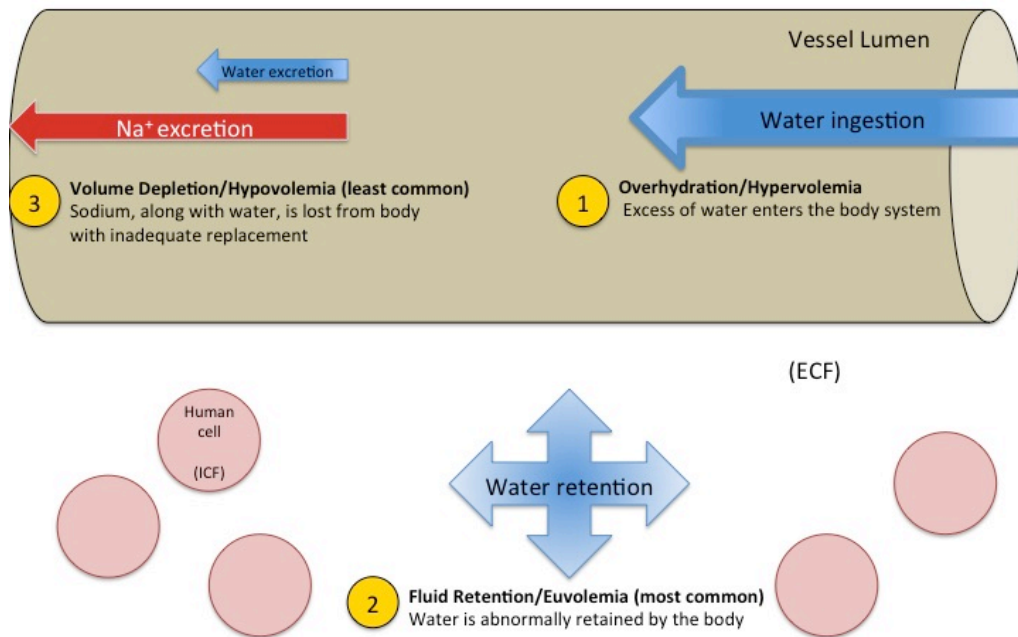 Vessel Lumen
Water excretion
Na⁺ excretion
Water ingestion
3
Volume Depletion/Hypovolemia (least common)
Sodium, along with water, is lost from body
with inadequate replacement
1
Overhydration/Hypervolemia
Excess of water enters the body system
(ECF)
Human
cell
(ICF)
Water retention
2
Fluid Retention/Euvolemia (most common)
Water is abnormally retained by the body